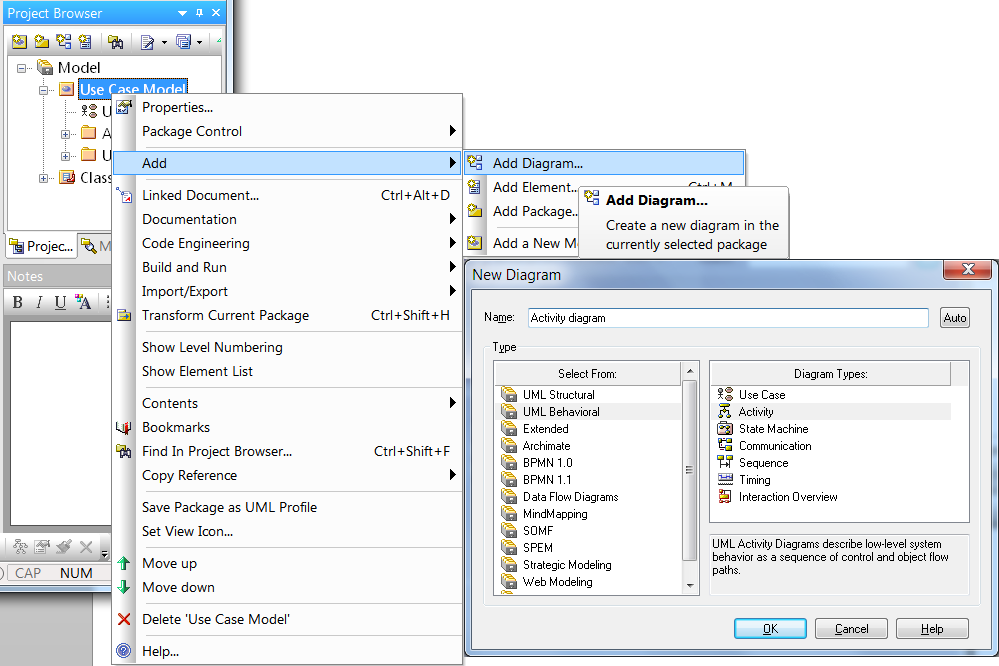 Project Browser
Model
Use Case Model
U
A
U
Class
Projec...
M
Notes
B I U A
CAP NUM
Properties...
Package Control
Add
Linked Document... Ctrl+Alt+D
Documentation
Code Engineering
Build and Run
Import/Export
Transform Current Package Ctrl+Shift+H
Show Level Numbering
Show Element List
Contents
Bookmarks
Find In Project Browser... Ctrl+Shift+F
Copy Reference
Save Package as UML Profile
Set View Icon...
Move up
Move down
Delete 'Use Case Model'
Help...
Add Diagram...
Add Element... Ctrl+M
Add Package...
Add a New M
Add Diagram...
Create a new diagram in the
currently selected package
New Diagram
Name: Activity diagram Auto
Type
Select From:
UML Structural
UML Behavioral
Extended
Archimate
BPMN 1.0
BPMN 1.1
Data Flow Diagrams
MindMapping
SOMF
SPEM
Strategic Modeling
Web Modeling
Diagram Types:
Use Case
Activity
State Machine
Communication
Sequence
Timing
Interaction Overview
UML Activity Diagrams describe low-level system
behavior as a sequence of control and object flow
paths.
OK Cancel Help